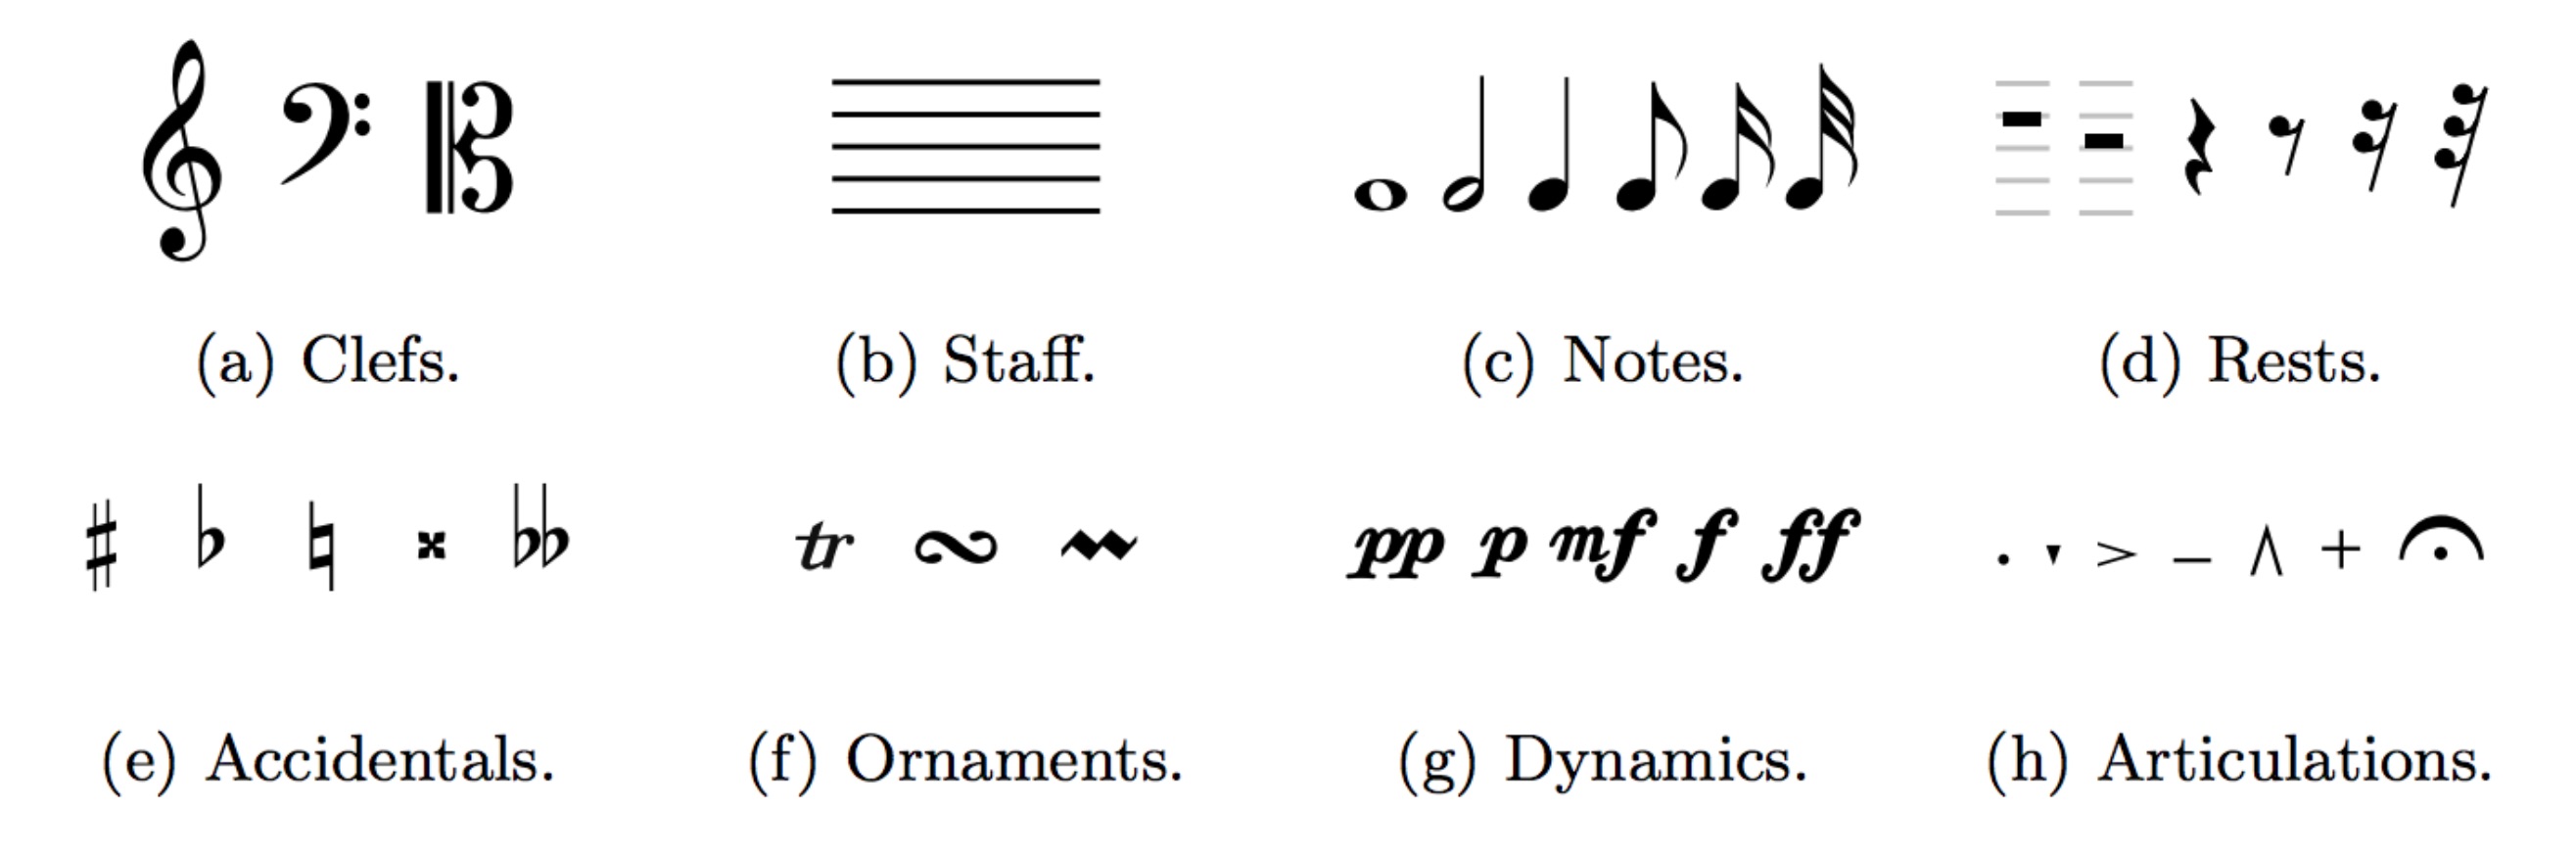 (a) Clefs.
(b) Staff.
(c) Notes.
(d) Rests.
tr
pp p mf f ff
(e) Accidentals.
(f) Ornaments.
(g) Dynamics.
(h) Articulations.